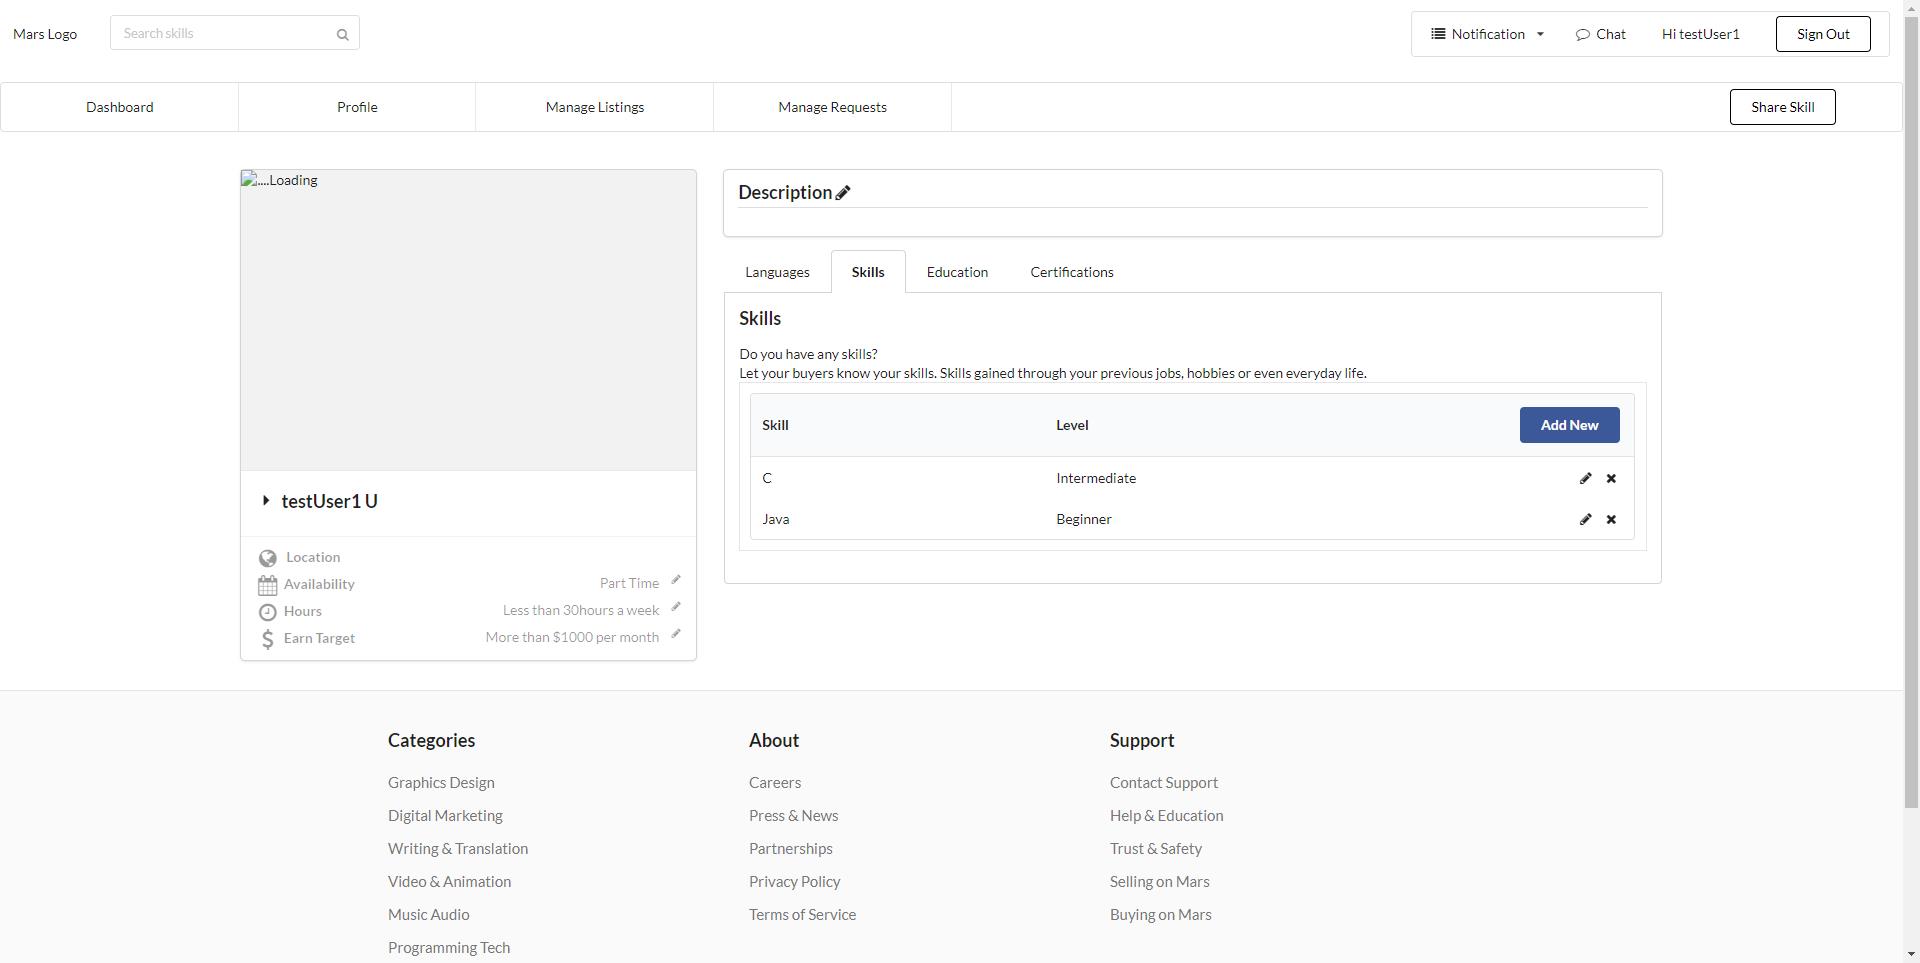 Mars Logo
Search skills
Notification
Chat
Hi testUser1
Sign Out
Dashboard
Profile
Manage Listings
Manage Requests
Share Skill
....Loading
testUser1 U
Location
Availability Part Time
Hours Less than 30hours a week
Earn Target More than $1000 per month
Description
Languages Skills Education Certifications
Skills
Do you have any skills?
Let your buyers know your skills. Skills gained through your previous jobs, hobbies or even everyday life.
Skill Level Add New
C Intermediate
Java Beginner
Categories
Graphics Design
Digital Marketing
Writing & Translation
Video & Animation
Music Audio
Programming Tech
About
Careers
Press & News
Partnerships
Privacy Policy
Terms of Service
Support
Contact Support
Help & Education
Trust & Safety
Selling on Mars
Buying on Mars